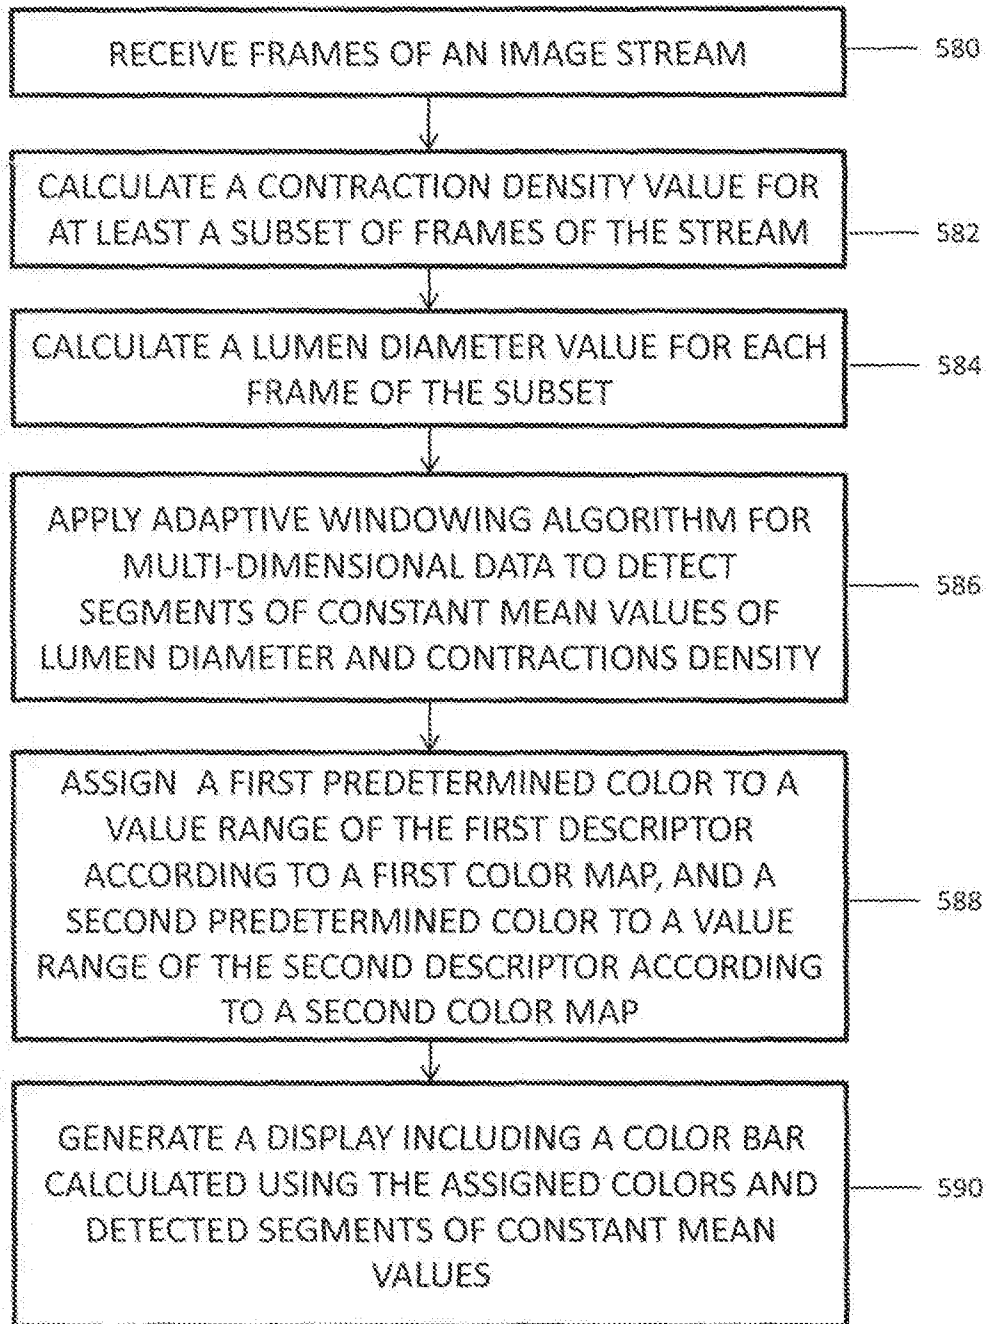 RECEIVE FRAMES OF AN IMAGE STREAM
580
CALCULATE A CONTRACTION DENSITY VALUE FOR
AT LEAST A SUBSET OF FRAMES OF THE STREAM
582
CALCULATE A LUMEN DIAMETER VALUE FOR EACH
FRAME OF THE SUBSET
584
APPLY ADAPTIVE WINDOWING ALGORITHM FOR
MULTI-DIMENSIONAL DATA TO DETECT
SEGMENTS OF CONSTANT MEAN VALUES OF
LUMEN DIAMETER AND CONTRACTIONS DENSITY
586
ASSIGN A FIRST PREDETERMINED COLOR TO A
VALUE RANGE OF THE FIRST DESCRIPTOR
ACCORDING TO A FIRST COLOR MAP, AND A
SECOND PREDETERMINED COLOR TO A VALUE
RANGE OF THE SECOND DESCRIPTOR ACCORDING
TO A SECOND COLOR MAP
588
GENERATE A DISPLAY INCLUDING A COLOR BAR
CALCULATED USING THE ASSIGNED COLORS AND
DETECTED SEGMENTS OF CONSTANT MEAN
VALUES
590